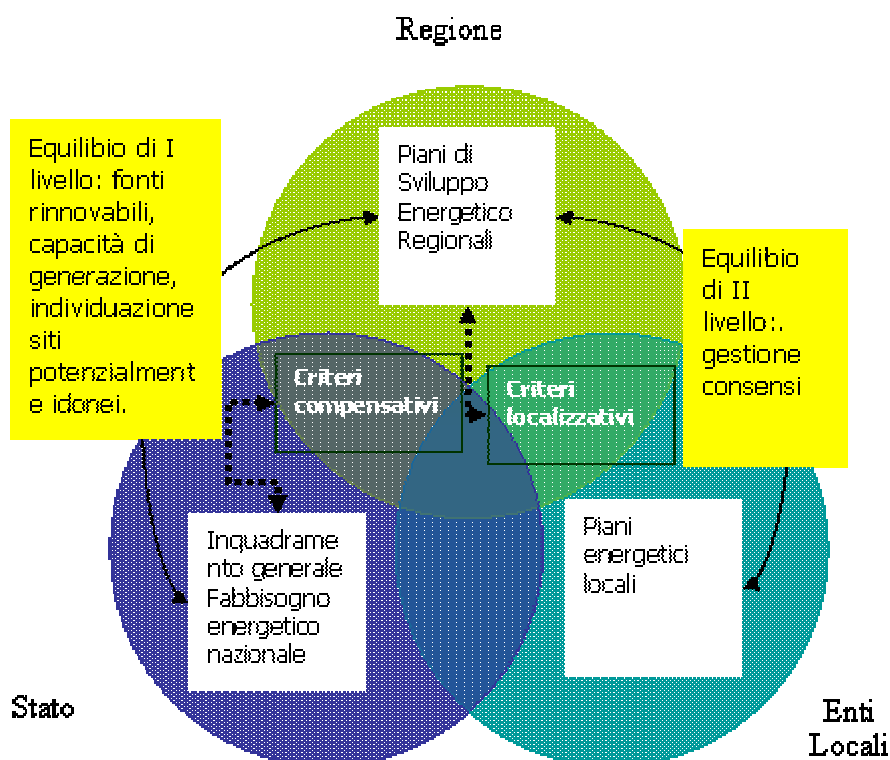 Regione
Equilibio di I
livello: fonti
rinnovabili,
capacità di
generazione,
individuazione
siti
potenzialment
e idonei.
Piani di
Sviluppo
Energetico
Regionali
Equilibio
di II
livello:.
gestione
consensi
Criteri
compensativi
Criteri
localizzativi
Inquadrame
nto generale
Fabbisogno
energetico
nazionale
Piani
energetici
locali
Stato
Enti
Locali